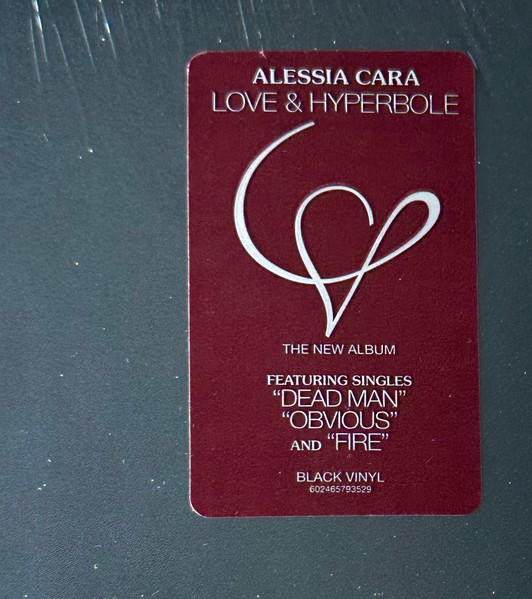 ALESSIA CARA
LOVE & HYPERBOLE
THE NEW ALBUM
FEATURING SINGLES
“DEAD MAN”
“OBVIOUS”
AND “FIRE”
BLACK VINYL
602465793529